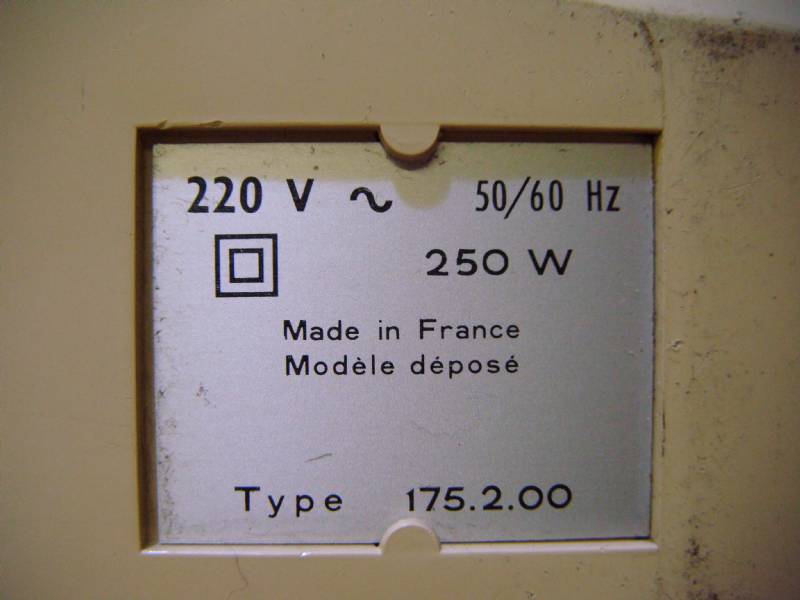 220 V ~ 50/60 Hz
250 W
Made in France
Modèle déposé
Type 175.2.00